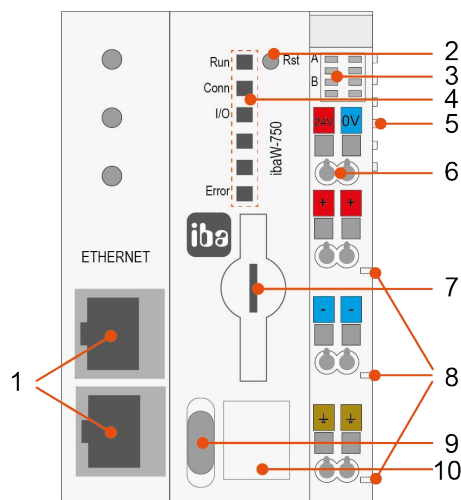 Run
Rst
Conn
I/O
Error
ibaW-750
iba
ETHERNET
A
B
24V
0V
+
+
-
-
1
2
3
4
5
6
7
8
9
10